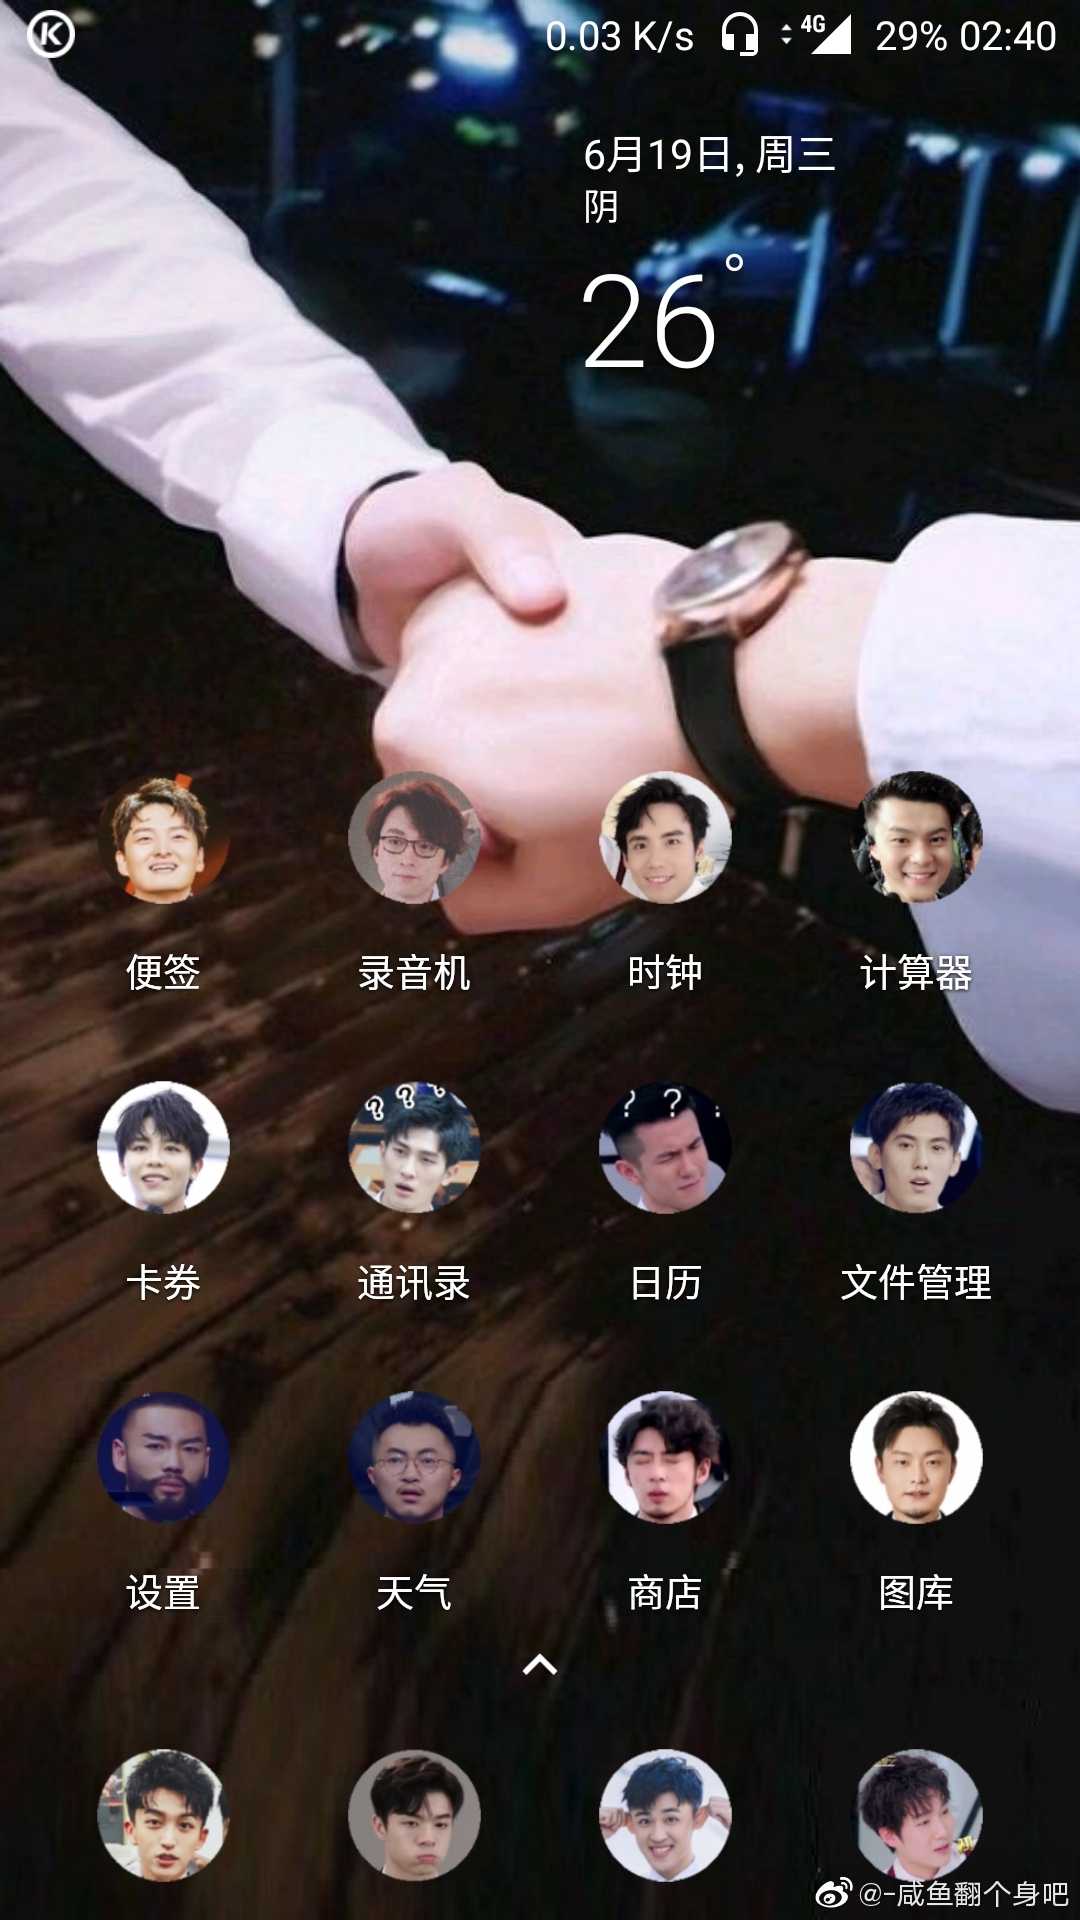 K
0.03 K/s 4G 29% 02:40
6月19日, 周三
阴
26°
便签 录音机 时钟 计算器
? ? ?
? ?
卡券 通讯录 日历 文件管理
设置 天气 商店 图库
@-咸鱼翻个身吧